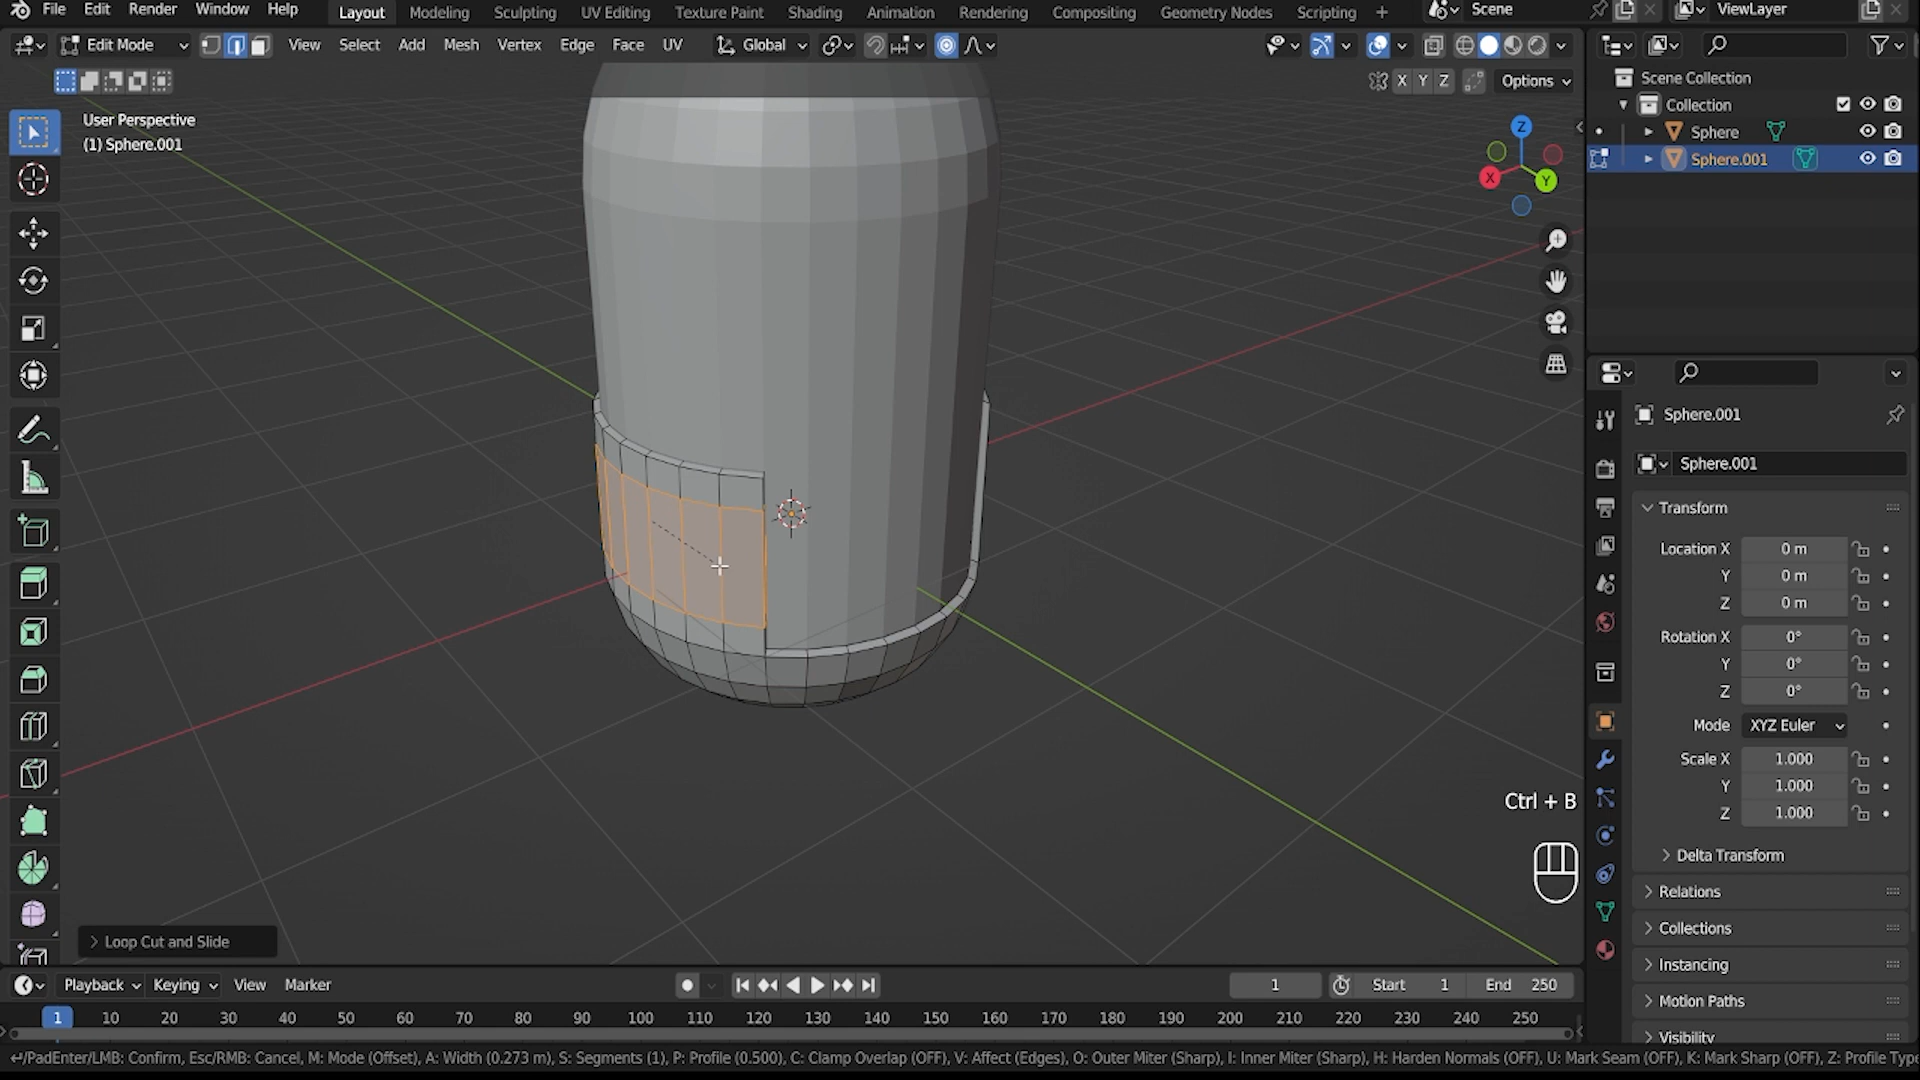 File Edit Render Window Help Layout Modeling Sculpting UV Editing Texture Paint Shading Animation Rendering Compositing Geometry Nodes Scripting + Scene ViewLayer
Edit Mode View Select Add Mesh Vertex Edge Face UV Global
X Y Z Options
User Perspective
(1) Sphere.001
Z
X
Y
Scene Collection
Collection
Sphere
Sphere.001
Sphere.001
Sphere.001
Transform
Location X 0 m
Y 0 m
Z 0 m
Rotation X 0°
Y 0°
Z 0°
Mode XYZ Euler
Scale X 1.000
Y 1.000
Z 1.000
Delta Transform
Relations
Collections
Instancing
Motion Paths
Visibility
Ctrl + B
Loop Cut and Slide
Playback Keying View Marker 1 Start 1 End 250
1 10 20 30 40 50 60 70 80 90 100 110 120 130 140 150 160 170 180 190 200 210 220 230 240 250
/PadEnter/LMB: Confirm, Esc/RMB: Cancel, M: Mode (Offset), A: Width (0.273 m), S: Segments (1), P: Profile (0.500), C: Clamp Overlap (OFF), V: Affect (Edges), O: Outer Miter (Sharp), I: Inner Miter (Sharp), H: Harden Normals (OFF), U: Mark Seam (OFF), K: Mark Sharp (OFF), Z: Profile Type